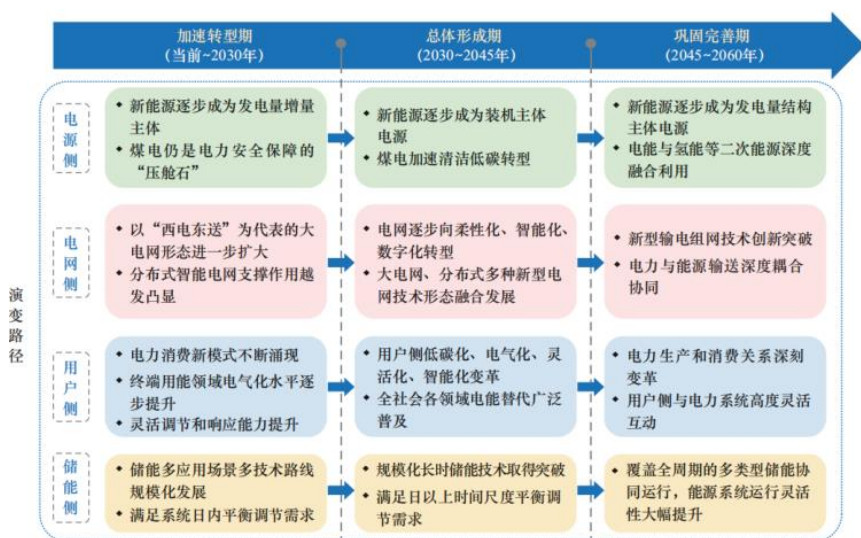 加速转型期
(当前~2030年)
总体形成期
(2030~2045年)
巩固完善期
(2045~2060年)
演变路径
电源侧
◆ 新能源逐步成为发电量增量
主体
◆ 煤电仍是电力安全保障的
“压舱石”
◆ 新能源逐步成为装机主体
电源
◆ 煤电加速清洁低碳转型
◆ 新能源逐步成为发电量结构
主体电源
◆ 电能与氢能等二次能源深度
融合利用
电网侧
◆ 以“西电东送”为代表的大
电网形态进一步扩大
◆ 分布式智能电网支撑作用越
发凸显
◆ 电网逐步向柔性化、智能化、
数字化转型
◆ 大电网、分布式多种新型电
网技术形态融合发展
◆ 新型输电组网技术创新突破
◆ 电力与能源输送深度耦合
协同
用户侧
◆ 电力消费新模式不断涌现
◆ 终端用能领域电气化水平逐
步提升
◆ 灵活调节和响应能力提升
◆ 用户侧低碳化、电气化、灵
活化、智能化变革
◆ 全社会各领域电能替代广泛
普及
◆ 电力生产和消费关系深刻
变革
◆ 用户侧与电力系统高度灵活
互动
储能侧
◆ 储能多应用场景多技术路线
规模化发展
◆ 满足系统日内平衡调节需求
◆ 规模化长时储能技术取得突破
◆ 满足日以上时间尺度平衡调
节需求
◆ 覆盖全周期的多类型储能协
同运行，能源系统运行灵活
性大幅提升